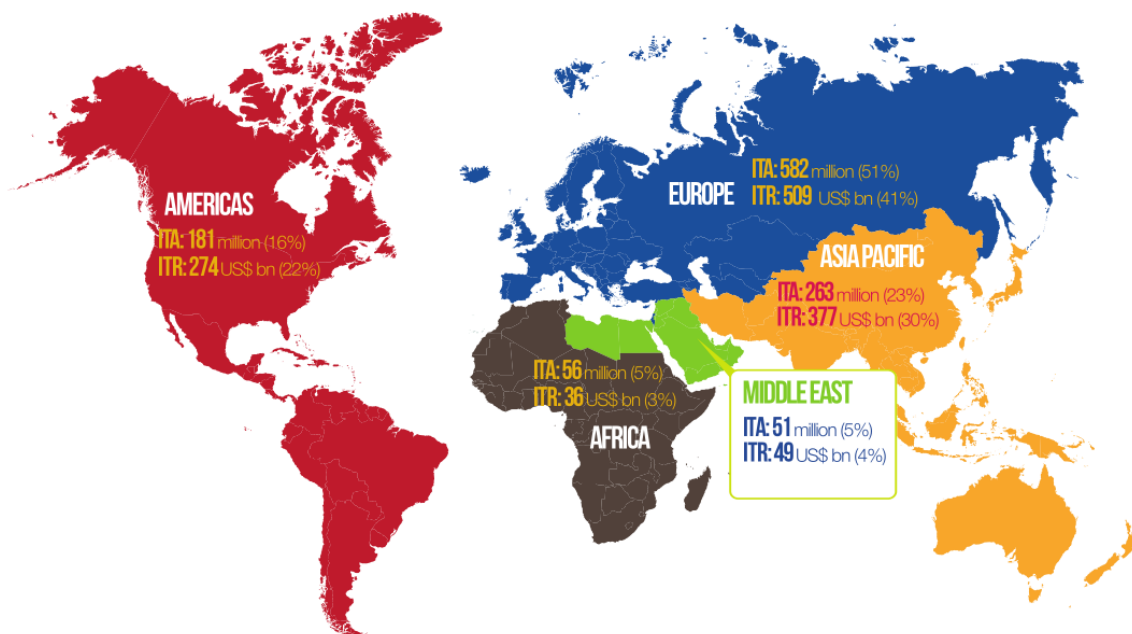 AMERICAS
ITA: 181 million (16%)
ITR: 274 US$ bn (22%)
EUROPE
ITA: 582 million (51%)
ITR: 509 US$ bn (41%)
ASIA PACIFIC
ITA: 263 million (23%)
ITR: 377 US$ bn (30%)
ITA: 56 million (5%)
ITR: 36 US$ bn (3%)
AFRICA
MIDDLE EAST
ITA: 51 million (5%)
ITR: 49 US$ bn (4%)